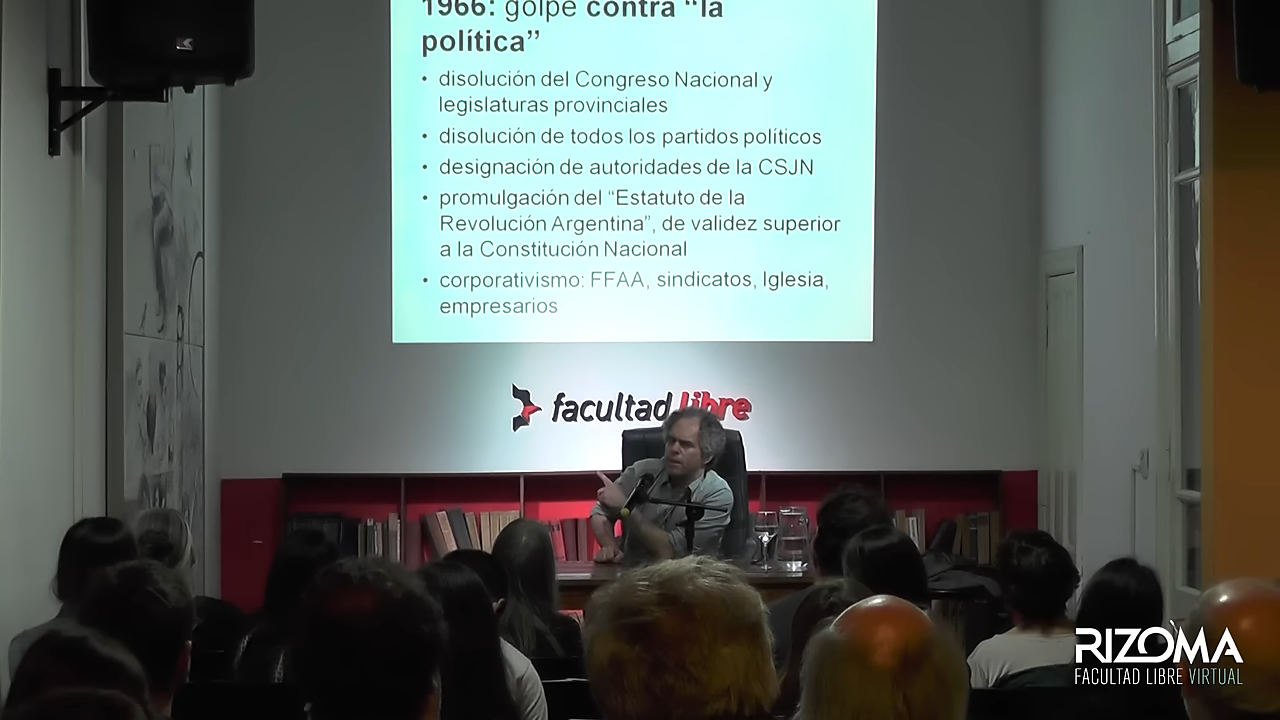 1966: golpe contra “la
política”
• disolución del Congreso Nacional y
legislaturas provinciales
• disolución de todos los partidos políticos
• designación de autoridades de la CSJN
• promulgación del “Estatuto de la
Revolución Argentina”, de validez superior
a la Constitución Nacional
• corporativismo: FFAA, sindicatos, Iglesia,
empresarios
facultad libre
RIZOMA
FACULTAD LIBRE VIRTUAL